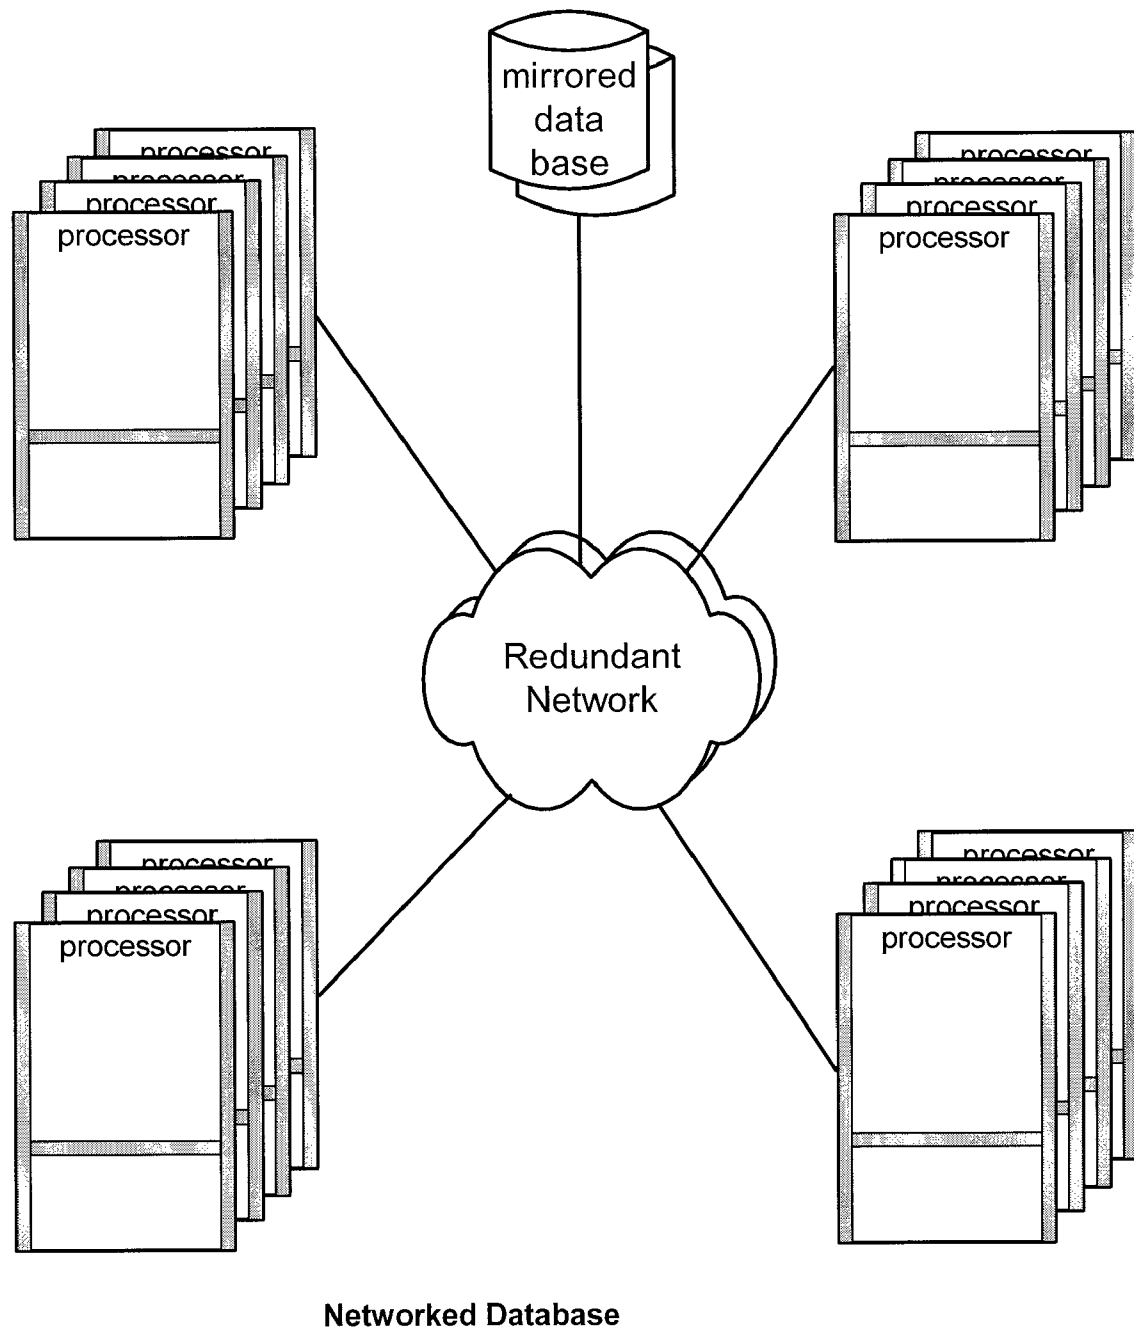 mirrored
data
base
processor
processor
processor
processor
processor
processor
processor
processor
Redundant
Network
processor
processor
processor
processor
processor
processor
processor
processor
Networked Database